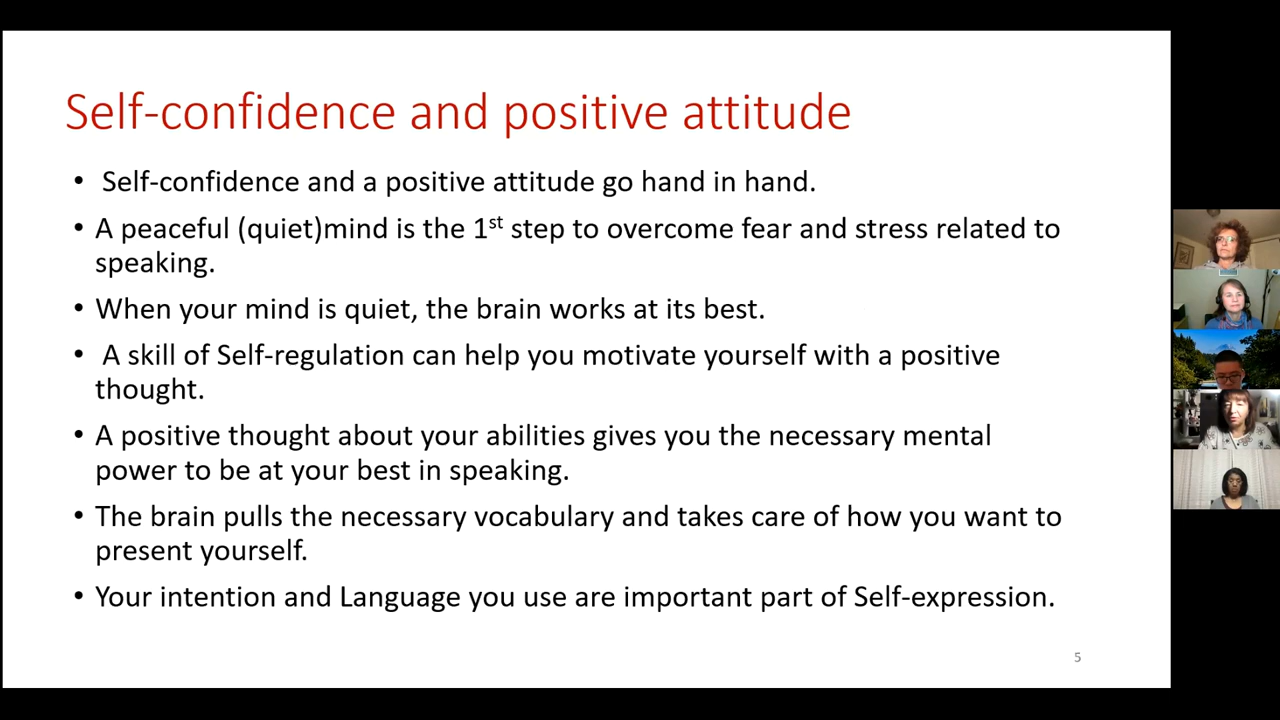 Self-confidence and positive attitude
• Self-confidence and a positive attitude go hand in hand.
• A peaceful (quiet)mind is the 1st step to overcome fear and stress related to
speaking.
• When your mind is quiet, the brain works at its best.
• A skill of Self-regulation can help you motivate yourself with a positive
thought.
• A positive thought about your abilities gives you the necessary mental
power to be at your best in speaking.
• The brain pulls the necessary vocabulary and takes care of how you want to
present yourself.
• Your intention and Language you use are important part of Self-expression.
5